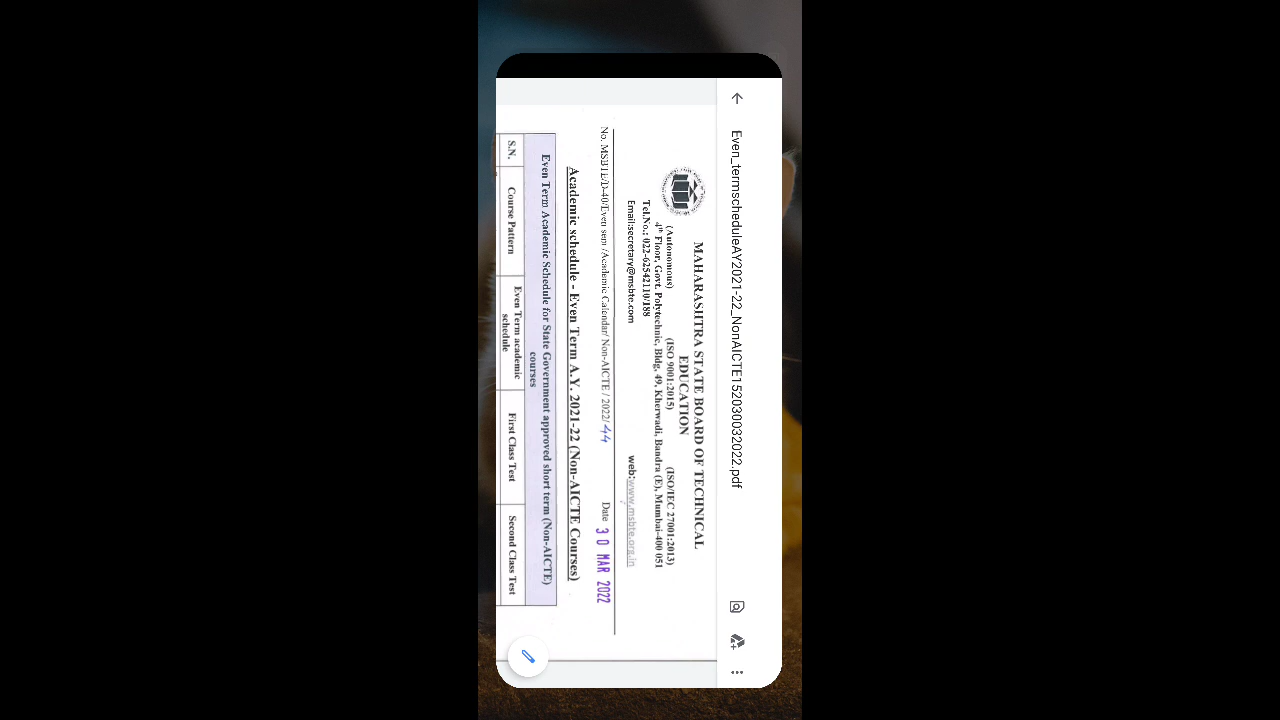 Even_termscheduleAY2021-22_NonAICTE152030032022.pdf
MAHARASHTRA STATE BOARD OF TECHNICAL
EDUCATION
(Autonomous) (ISO 9001:2015) (ISO/IEC 27001:2013)
4th Floor, Govt. Polytechnic, Bldg, 49, Kherwadi, Bandra (E), Mumbai-400 051
Tel.No.: 022-62542110/188
Email:secretary@msbte.com web:www.msbte.org.in
No. MSBTE/D-40/Even sem /Academic Calendar/ Non-AICTE / 2022/ 44 Date 30 MAR 2022
Academic schedule - Even Term A.Y. 2021-22 (Non-AICTE Courses)
Even Term Academic Schedule for State Government approved short term (Non-AICTE)
courses
S.N. Course Pattern Even Term academic First Class Test Second Class Test
schedule